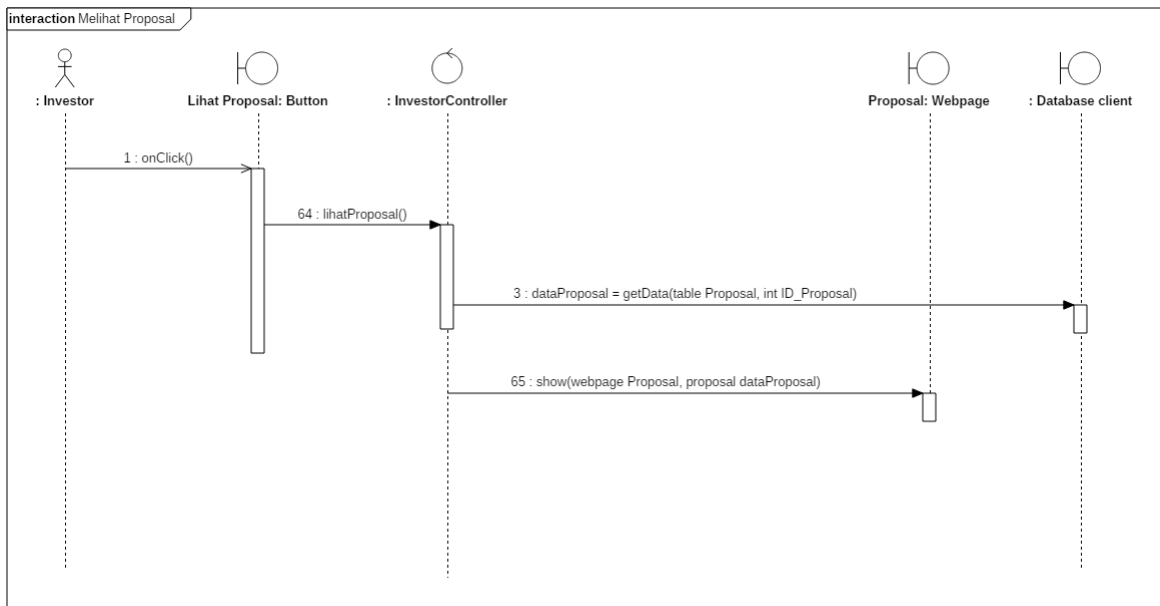 interaction Melihat Proposal
: Investor
Lihat Proposal: Button
: InvestorController
Proposal: Webpage
: Database client
1 : onClick()
64 : lihatProposal()
3 : dataProposal = getData(table Proposal, int ID_Proposal)
65 : show(webpage Proposal, proposal dataProposal)